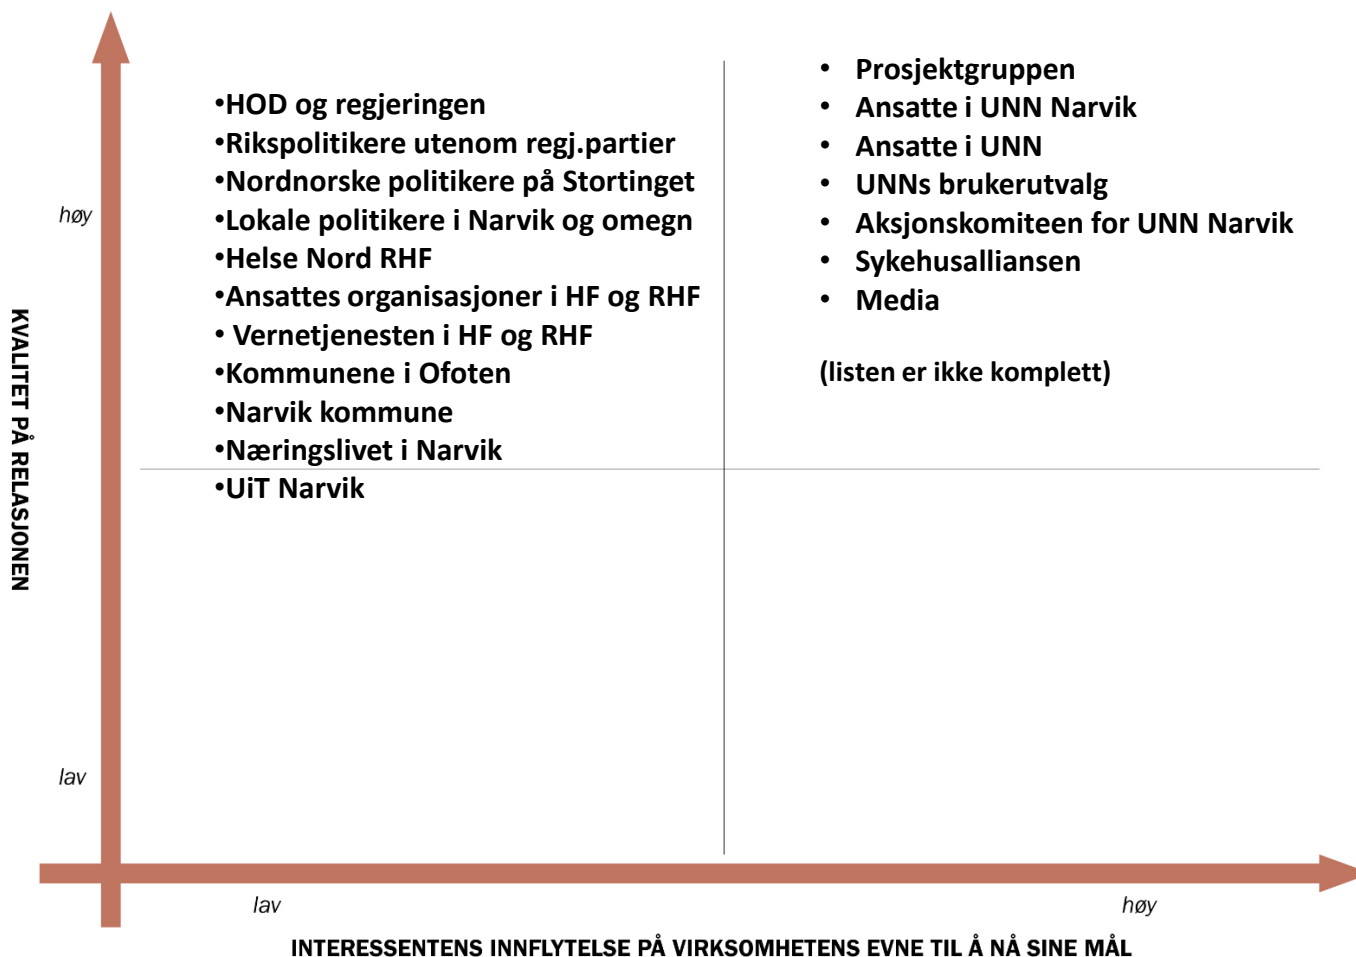 •HOD og regjeringen
•Rikspolitikere utenom regj.partier
•Nordnorske politikere på Stortinget
•Lokale politikere i Narvik og omegn
•Helse Nord RHF
•Ansattes organisasjoner i HF og RHF
• Vernetjenesten i HF og RHF
•Kommunene i Ofoten
•Narvik kommune
•Næringslivet i Narvik
•UiT Narvik
• Prosjektgruppen
• Ansatte i UNN Narvik
• Ansatte i UNN
• UNNs brukerutvalg
• Aksjonskomiteen for UNN Narvik
• Sykehusalliansen
• Media
(listen er ikke komplett)
høy
KVALITET PÅ RELASJONEN
lav
lav
høy
INTERESSENTENS INNFLYTELSE PÅ VIRKSOMHETENS EVNE TIL Å NÅ SINE MÅL